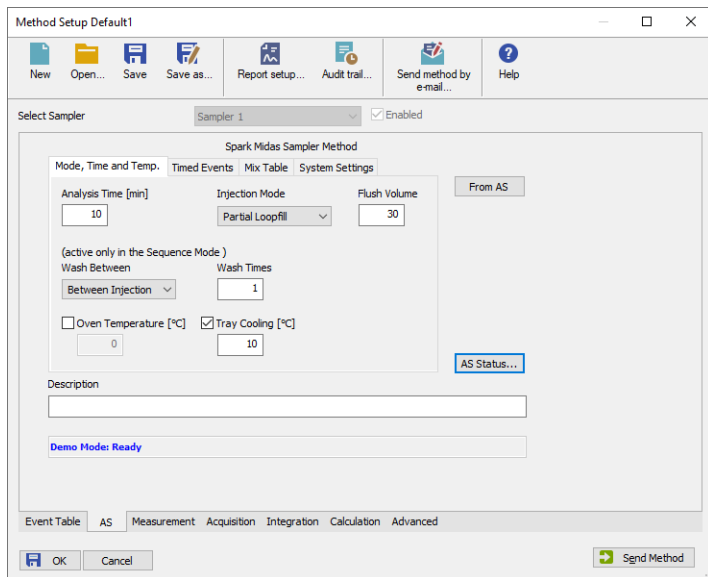 Method Setup Default1
New Open... Save Save as... Report setup... Audit trail... Send method by e-mail... Help
Select Sampler Sampler 1 Enabled
Spark Midas Sampler Method
Mode, Time and Temp. Timed Events Mix Table System Settings
From AS
Analysis Time [min] Injection Mode Flush Volume
10 Partial Loopfill 30
(active only in the Sequence Mode )
Wash Between Wash Times
Between Injection 1
Oven Temperature [°C] Tray Cooling [°C]
0 10
AS Status...
Description
Demo Mode: Ready
Event Table AS Measurement Acquisition Integration Calculation Advanced
OK Cancel Send Method